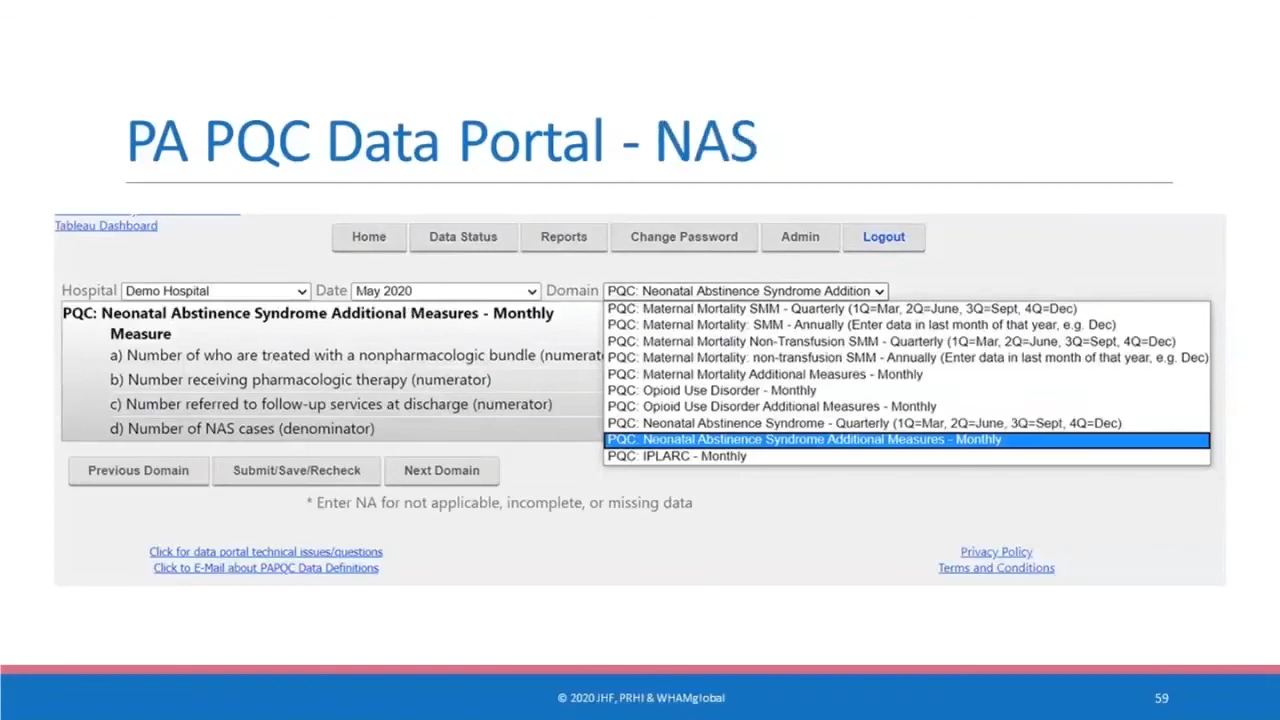 PA PQC Data Portal - NAS
Tableau Dashboard
Home Data Status Reports Change Password Admin Logout
Hospital Demo Hospital Date May 2020 Domain PQC: Neonatal Abstinence Syndrome Addition
PQC: Neonatal Abstinence Syndrome Additional Measures - Monthly
Measure
a) Number of who are treated with a nonpharmacologic bundle (numerat
b) Number receiving pharmacologic therapy (numerator)
c) Number referred to follow-up services at discharge (numerator)
d) Number of NAS cases (denominator)
PQC: Maternal Mortality SMM - Quarterly (1Q=Mar, 2Q=June, 3Q=Sept, 4Q=Dec)
PQC: Maternal Mortality: SMM - Annually (Enter data in last month of that year, e.g. Dec)
PQC: Maternal Mortality Non-Transfusion SMM - Quarterly (1Q=Mar, 2Q=June, 3Q=Sept, 4Q=Dec)
PQC: Maternal Mortality: non-transfusion SMM - Annually (Enter data in last month of that year, e.g. Dec)
PQC: Maternal Mortality Additional Measures - Monthly
PQC: Opioid Use Disorder - Monthly
PQC: Opioid Use Disorder Additional Measures - Monthly
PQC: Neonatal Abstinence Syndrome - Quarterly (1Q=Mar, 2Q=June, 3Q=Sept, 4Q=Dec)
PQC: Neonatal Abstinence Syndrome Additional Measures - Monthly
PQC: IPLARC - Monthly
Previous Domain Submit/Save/Recheck Next Domain
* Enter NA for not applicable, incomplete, or missing data
Click for data portal technical issues/questions
Click to E-Mail about PAPQC Data Definitions
Privacy Policy
Terms and Conditions
© 2020 JHF, PRHI & WHAMglobal
59